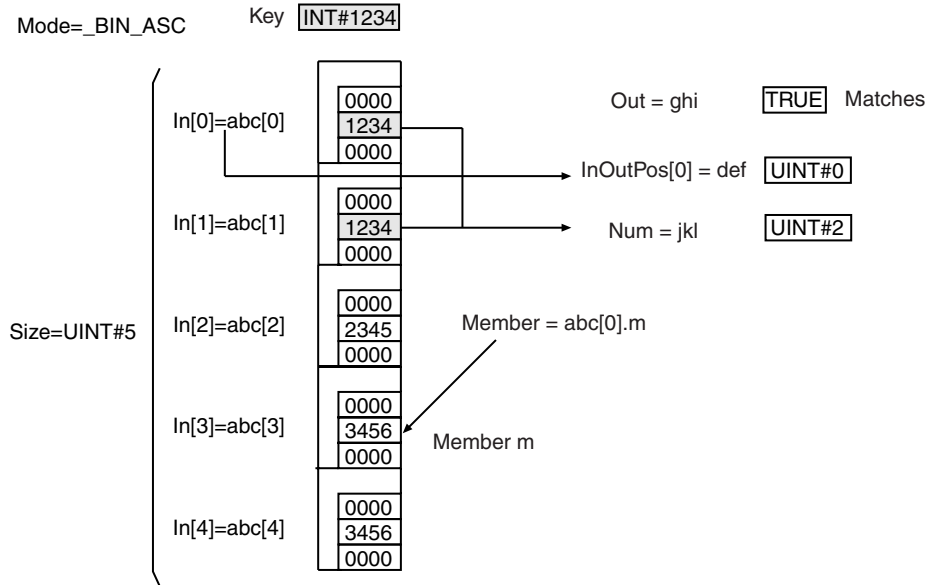 Mode=_BIN_ASC
Key INT#1234
Size=UINT#5
In[0]=abc[0]
0000
1234
0000
In[1]=abc[1]
0000
1234
0000
In[2]=abc[2]
0000
2345
0000
In[3]=abc[3]
0000
3456
0000
In[4]=abc[4]
0000
3456
0000
Out = ghi TRUE Matches
InOutPos[0] = def UINT#0
Num = jkl UINT#2
Member = abc[0].m
Member m